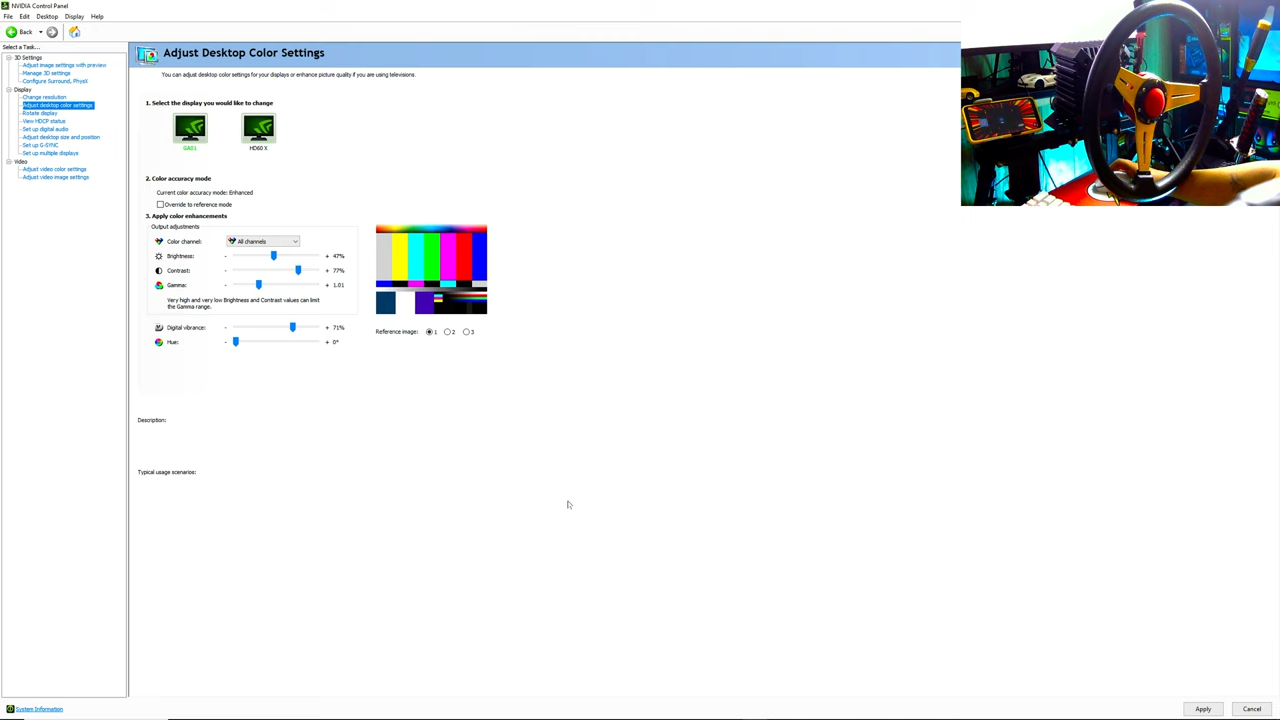 NVIDIA Control Panel
File Edit Desktop Display Help
Back
Select a Task...
3D Settings
Adjust image settings with preview
Manage 3D settings
Configure Surround, PhysX
Display
Change resolution
Adjust desktop color settings
Rotate display
View HDCP status
Set up digital audio
Adjust desktop size and position
Set up G-SYNC
Set up multiple displays
Video
Adjust video color settings
Adjust video image settings
System Information
Adjust Desktop Color Settings
You can adjust desktop color settings for your displays or enhance picture quality if you are using televisions.
1. Select the display you would like to change
HD60 X
2. Color accuracy mode
Current color accuracy mode: Enhanced
Override to reference mode
3. Apply color enhancements
Output adjustments
Color channel: All channels
Brightness: - + 47%
Contrast: - + 77%
Gamma: - + 1.01
Very high and very low Brightness and Contrast values can limit
the Gamma range.
Digital vibrance: - + 71%
Hue: - + 0°
Reference image: 1 2 3
Description:
Typical usage scenarios:
Apply Cancel